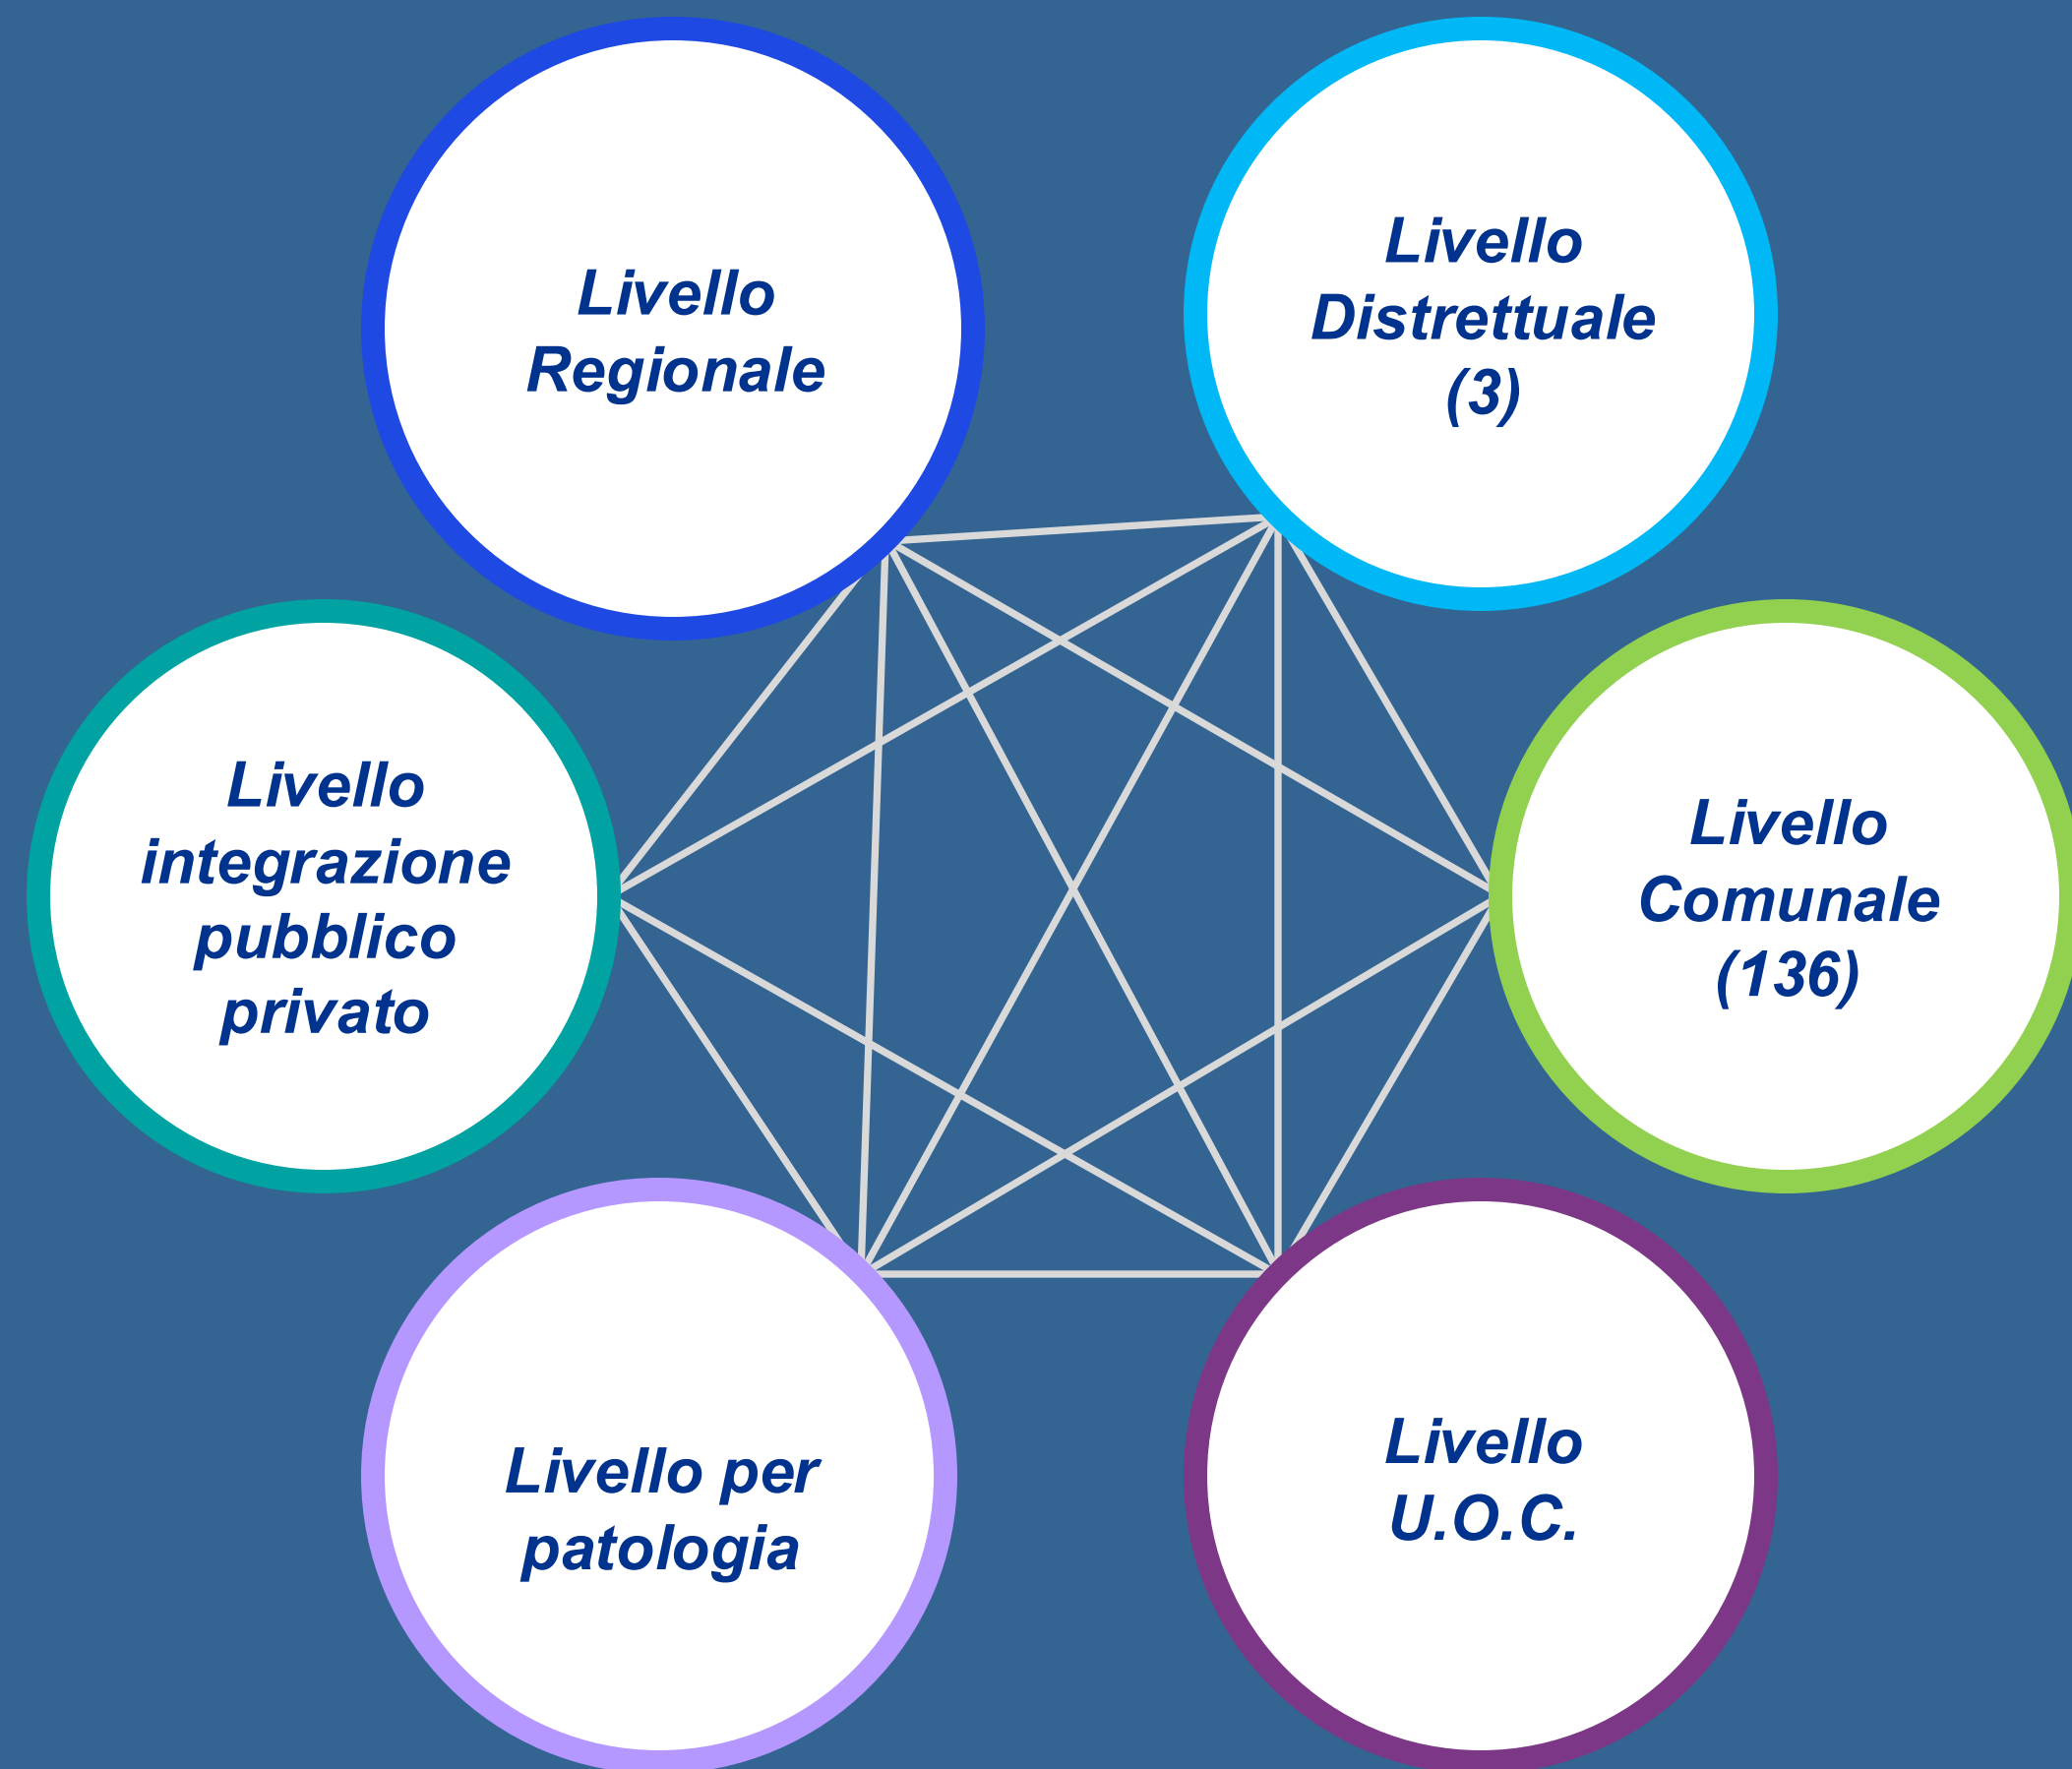 Livello
Regionale
Livello
Distrettuale
(3)
Livello
integrazione
pubblico
privato
Livello
Comunale
(136)
Livello per
patologia
Livello
U.O.C.